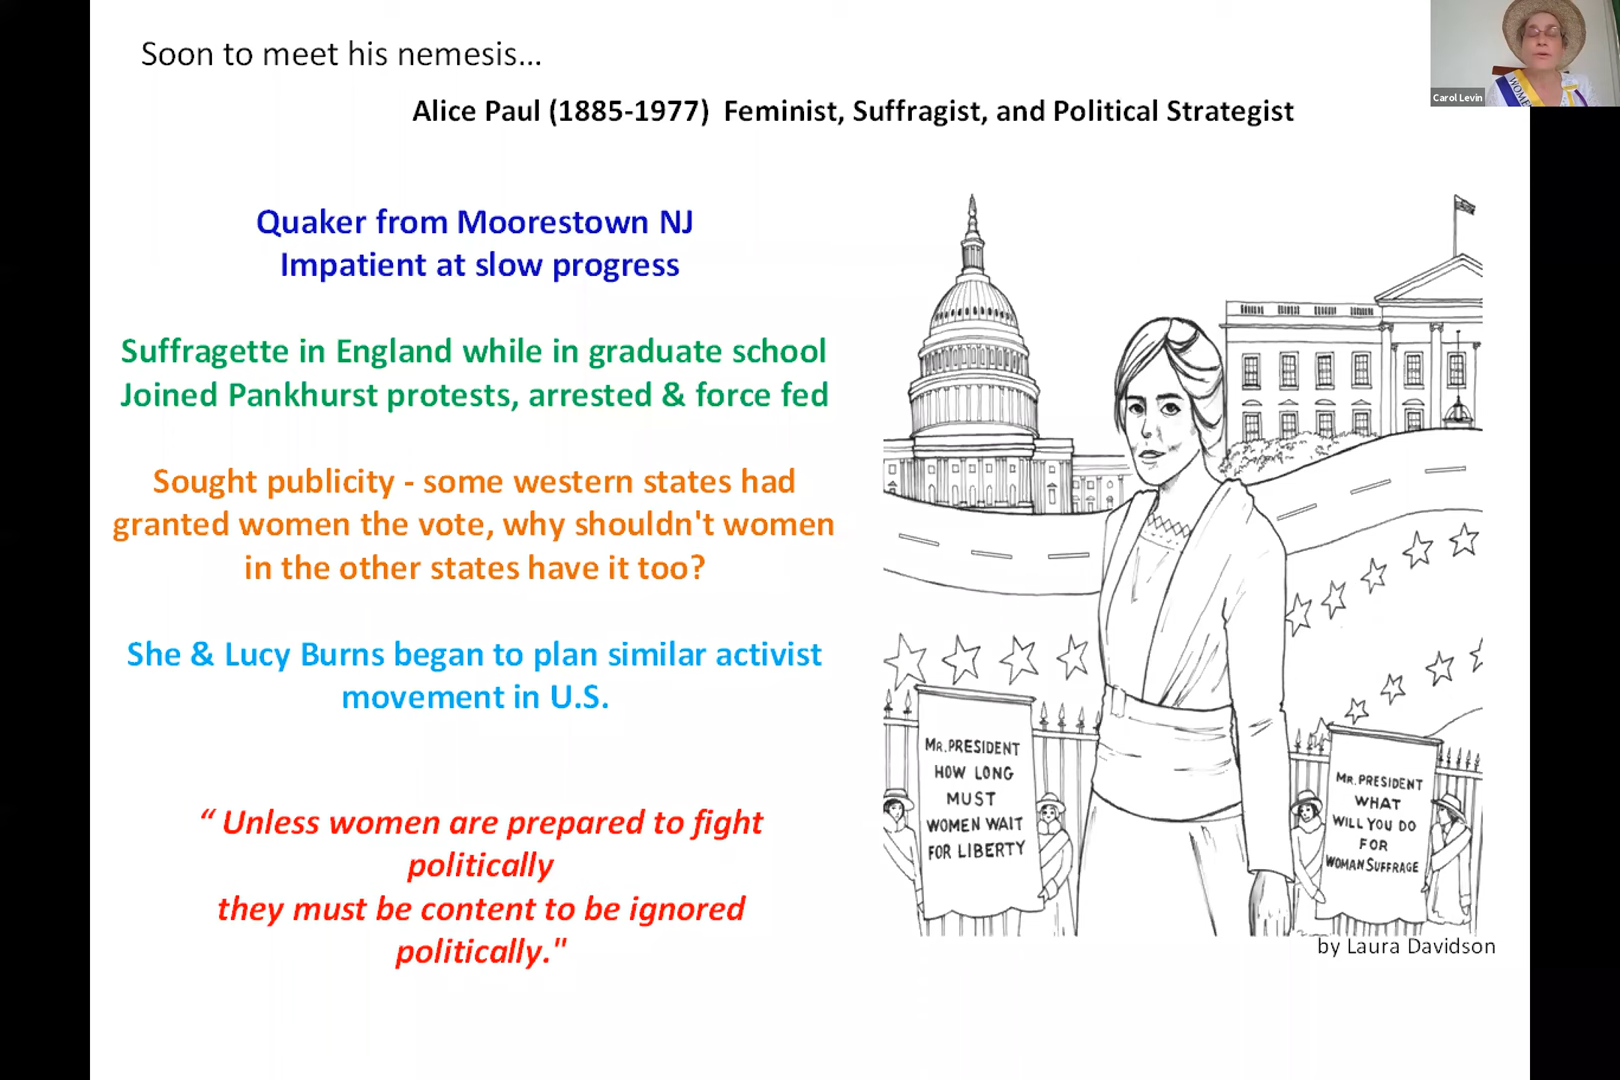 Soon to meet his nemesis...
Carol Levin
WOME
Alice Paul (1885-1977)  Feminist, Suffragist, and Political Strategist
Quaker from Moorestown NJ
Impatient at slow progress
Suffragette in England while in graduate school
Joined Pankhurst protests, arrested & force fed
Sought publicity - some western states had
granted women the vote, why shouldn't women
in the other states have it too?
She & Lucy Burns began to plan similar activist
movement in U.S.
“ Unless women are prepared to fight
politically
they must be content to be ignored
politically."
MR. PRESIDENT
HOW LONG
MUST
WOMEN WAIT
FOR LIBERTY
MR. PRESIDENT
WHAT
WILL YOU DO
FOR
WOMAN SUFFRAGE
by Laura Davidson